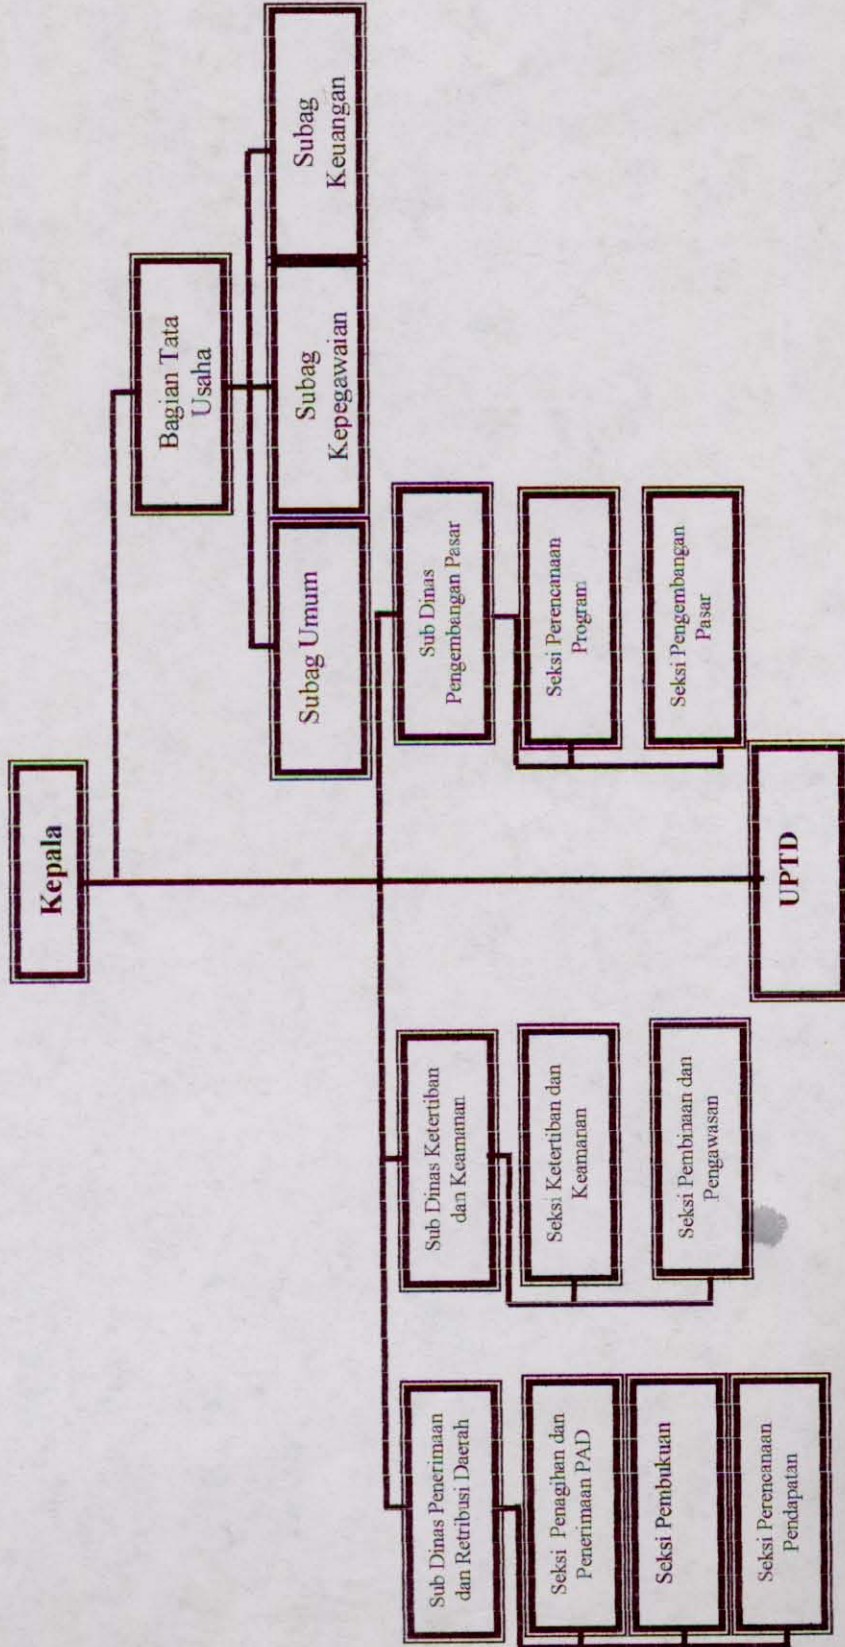 Kepala
Bagian Tata
Usaha
Subag Umum
Subag
Kepegawaian
Subag
Keuangan
Sub Dinas Penerimaan
dan Retribusi Daerah
Sub Dinas Ketertiban
dan Keamanan
Sub Dinas
Pengembangan Pasar
Seksi Penagihan dan
Penerimaan PAD
Seksi Ketertiban dan
Keamanan
Seksi Perencanaan
Program
Seksi Pembukuan
Seksi Pembinaan dan
Pengawasan
Seksi Pengembangan
Pasar
Seksi Perencanaan
Pendapatan
UPTD